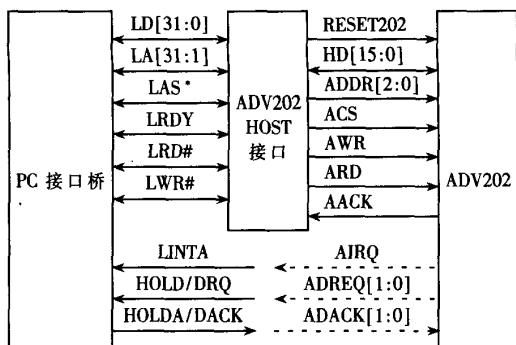 LD[31:0]
LA[31:1]
LAS*
LRDY
LRD#
LWR#
PC 接口桥
ADV202
HOST
接口
RESET202
HD[15:0]
ADDR[2:0]
ACS
AWR
ARD
AACK
ADV202
LINTA
AIRQ
HOLD/DRQ
ADREQ[1:0]
HOLDA/DACK
ADACK[1:0]